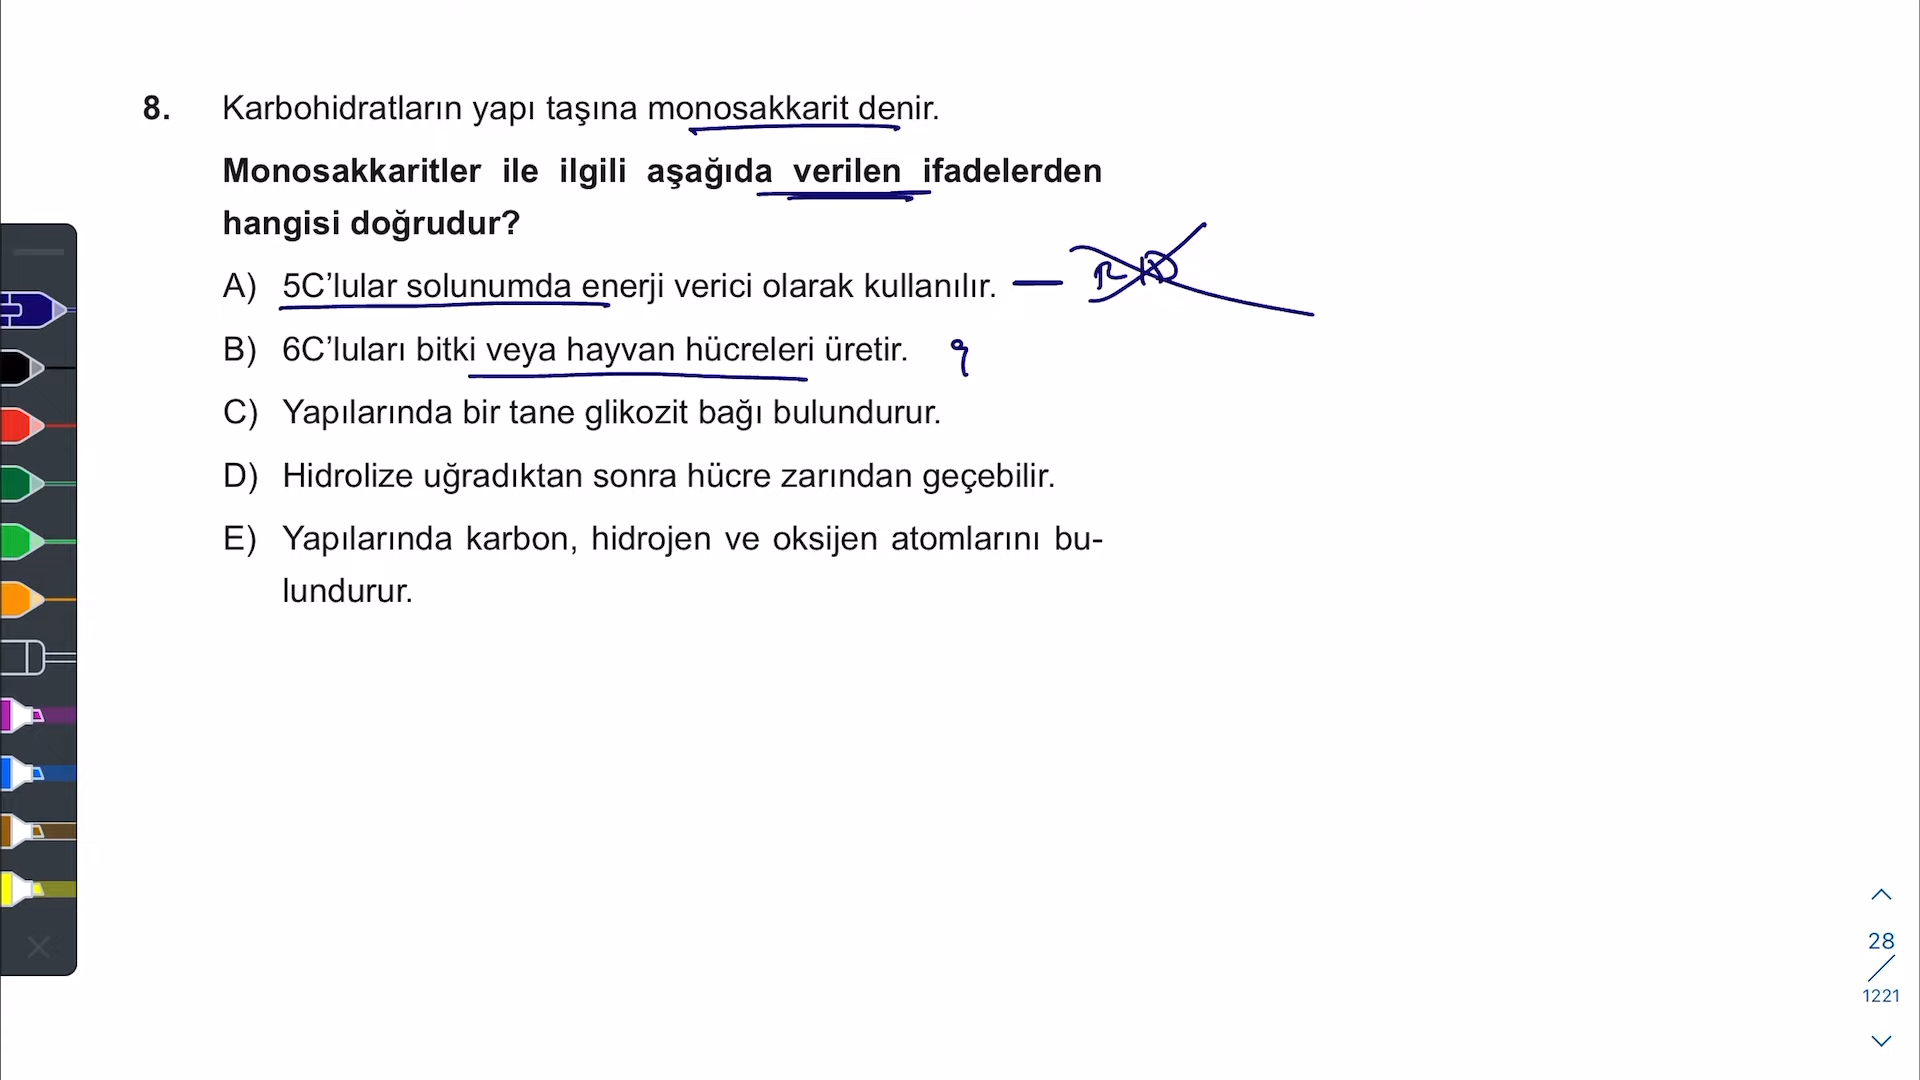 8. Karbohidratların yapı taşına monosakkarit denir.
Monosakkaritler ile ilgili aşağıda verilen ifadelerden
hangisi doğrudur?
A) 5C’lular solunumda enerji verici olarak kullanılır.
B) 6C’luları bitki veya hayvan hücreleri üretir.
C) Yapılarında bir tane glikozit bağı bulundurur.
D) Hidrolize uğradıktan sonra hücre zarından geçebilir.
E) Yapılarında karbon, hidrojen ve oksijen atomlarını bu-
lundurur.
28
1221